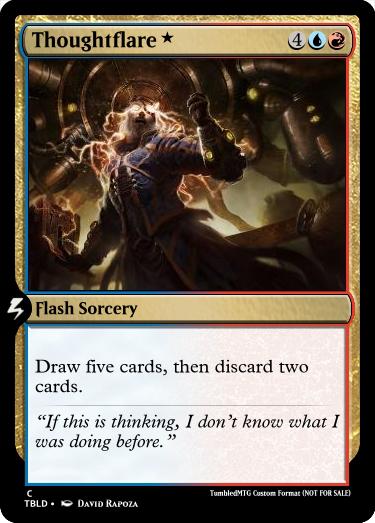 Thoughtflare ★ 4
Flash Sorcery
Draw five cards, then discard two
cards.
“If this is thinking, I don’t know what I
was doing before.”
C
TBLD • David Rapoza
TumbledMTG Custom Format (NOT FOR SALE)